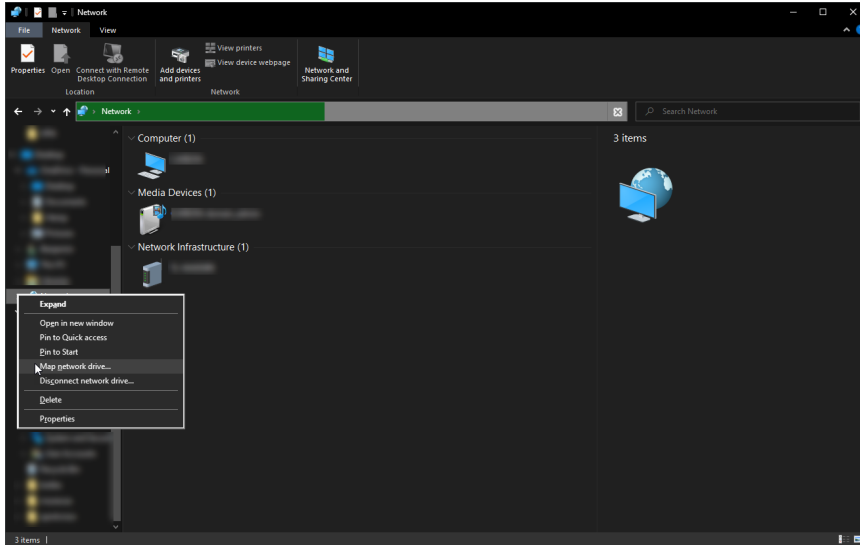 Network
File Network View
Properties
Open
Connect with Remote
Desktop Connection
Location
Add devices
and printers
View printers
View device webpage
Network
Network and
Sharing Center
Network
Search Network
Computer (1)
Media Devices (1)
Network Infrastructure (1)
3 items
Expand
Open in new window
Pin to Quick access
Pin to Start
Map network drive...
Disconnect network drive...
Delete
Properties
3 items